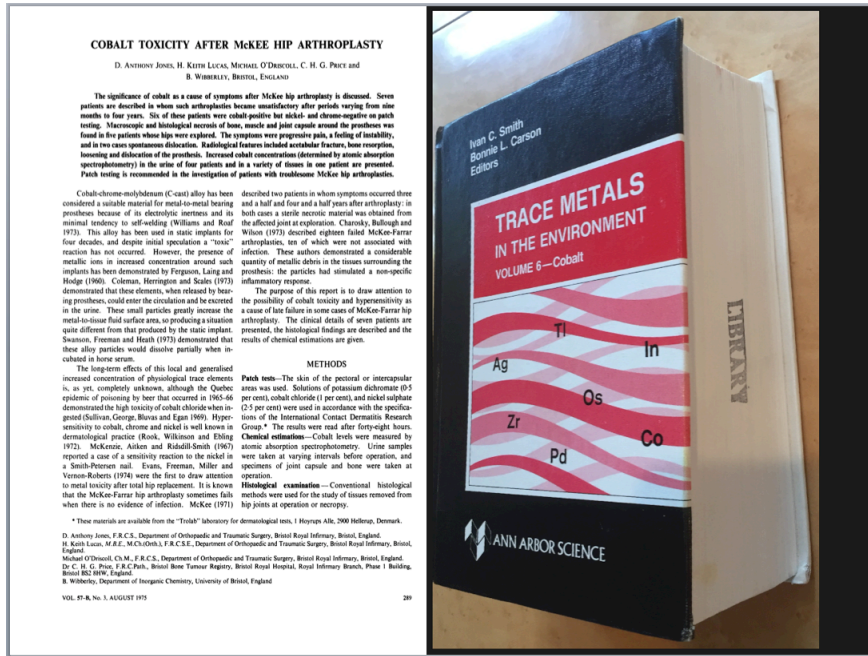 COBALT TOXICITY AFTER McKEE HIP ARTHROPLASTY
D. ANTHONY JONES, H. KEITH LUCAS, MICHAEL O'DRISCOLL, C. H. G. PRICE and
B. WIBBERLEY, BRISTOL, ENGLAND
The significance of cobalt as a cause of symptoms after McKee hip arthroplasty is discussed. Seven
patients are described in whom such arthroplasties became unsatisfactory after periods varying from nine
months to four years. Six of these patients were cobalt-positive but nickel- and chrome-negative on patch
testing. Macroscopic and histological necrosis of bone, muscle and joint capsule around the prostheses was
found in five patients whose hips were explored. The symptoms were progressive pain, a feeling of instability,
and in two cases spontaneous dislocation. Radiological features included acetabular fracture, bone resorption,
loosening and dislocation of the prosthesis. Increased cobalt concentrations (determined by atomic absorption
spectrophotometry) in the urine of four patients and in a variety of tissues in one patient are presented.
Patch testing is recommended in the investigation of patients with troublesome McKee hip arthroplasties.
Cobalt-chrome-molybdenum (C-cast) alloy has been
considered a suitable material for metal-to-metal bearing
prostheses because of its electrolytic inertness and its
minimal tendency to self-welding (Williams and Roaf
1973). This alloy has been used in static implants for
four decades, and despite initial speculation a "toxic"
reaction has not occurred. However, the presence of
metallic ions in increased concentration around such
implants has been demonstrated by Ferguson, Laing and
Hodge (1960). Coleman, Herrington and Scales (1973)
demonstrated that these elements, when released by bear-
ing prostheses, could enter the circulation and be excreted
in the urine. These small particles greatly increase the
metal-to-tissue fluid surface area, so producing a situation
quite different from that produced by the static implant.
Swanson, Freeman and Heath (1973) demonstrated that
these alloy particles would dissolve partially when in-
cubated in horse serum.
The long-term effects of this local and generalised
increased concentration of physiological trace elements
is, as yet, completely unknown, although the Quebec
epidemic of poisoning by beer that occurred in 1965-66
demonstrated the high toxicity of cobalt chloride when in-
gested (Sullivan, George, Bluvas and Egan 1969). Hyper-
sensitivity to cobalt, chrome and nickel is well known in
dermatological practice (Rook, Wilkinson and Ebling
1972). McKenzie, Aitken and Ridsdill-Smith (1967)
reported a case of a sensitivity reaction to the nickel in
a Smith-Petersen nail. Evans, Freeman, Miller and
Vernon-Roberts (1974) were the first to draw attention
to metal toxicity after total hip replacement. It is known
that the McKee-Farrar hip arthroplasty sometimes fails
when there is no evidence of infection. McKee (1971)
described two patients in whom symptoms occurred three
and a half and four and a half years after arthroplasty: in
both cases a sterile necrotic material was obtained from
the affected joint at exploration. Charosky, Bullough and
Wilson (1973) described eighteen failed McKee-Farrar
arthroplasties, ten of which were not associated with
infection. These authors demonstrated a considerable
quantity of metallic debris in the tissues surrounding the
prosthesis: the particles had stimulated a non-specific
inflammatory response.
The purpose of this report is to draw attention to
the possibility of cobalt toxicity and hypersensitivity as
a cause of late failure in some cases of McKee-Farrar hip
arthroplasty. The clinical details of seven patients are
presented, the histological findings are described and the
results of chemical estimations are given.
METHODS
Patch tests—The skin of the pectoral or intercapsular
areas was used. Solutions of potassium dichromate (0·5
per cent), cobalt chloride (1 per cent), and nickel sulphate
(2·5 per cent) were used in accordance with the specifica-
tions of the International Contact Dermatitis Research
Group.* The results were read after forty-eight hours.
Chemical estimations—Cobalt levels were measured by
atomic absorption spectrophotometry. Urine samples
were taken at varying intervals before operation, and
specimens of joint capsule and bone were taken at
operation.
Histological examination—Conventional histological
methods were used for the study of tissues removed from
hip joints at operation or necropsy.
* These materials are available from the "Trolab" laboratory for dermatological tests, 1 Hoyrups Alle, 2900 Hellerup, Denmark.
D. Anthony Jones, F.R.C.S., Department of Orthopaedic and Traumatic Surgery, Bristol Royal Infirmary, Bristol, England.
H. Keith Lucas, M.B.E., M.Ch.(Orth.), F.R.C.S.E., Department of Orthopaedic and Traumatic Surgery, Bristol Royal Infirmary, Bristol,
England.
Michael O'Driscoll, Ch.M., F.R.C.S., Department of Orthopaedic and Traumatic Surgery, Bristol Royal Infirmary, Bristol, England.
Dr C. H. G. Price, F.R.C.Path., Bristol Bone Tumour Registry, Bristol Royal Hospital, Royal Infirmary Branch, Phase 1 Building,
Bristol BS2 8HW, England.
B. Wibberley, Department of Inorganic Chemistry, University of Bristol, England
VOL. 57-B, No. 3, AUGUST 1975
289
Ivan C. Smith
Bonnie L. Carson
Editors
TRACE METALS
IN THE ENVIRONMENT
VOLUME 6—Cobalt
Tl
In
Ag
Os
Zr
Co
Pd
ANN ARBOR SCIENCE
LIBRARY